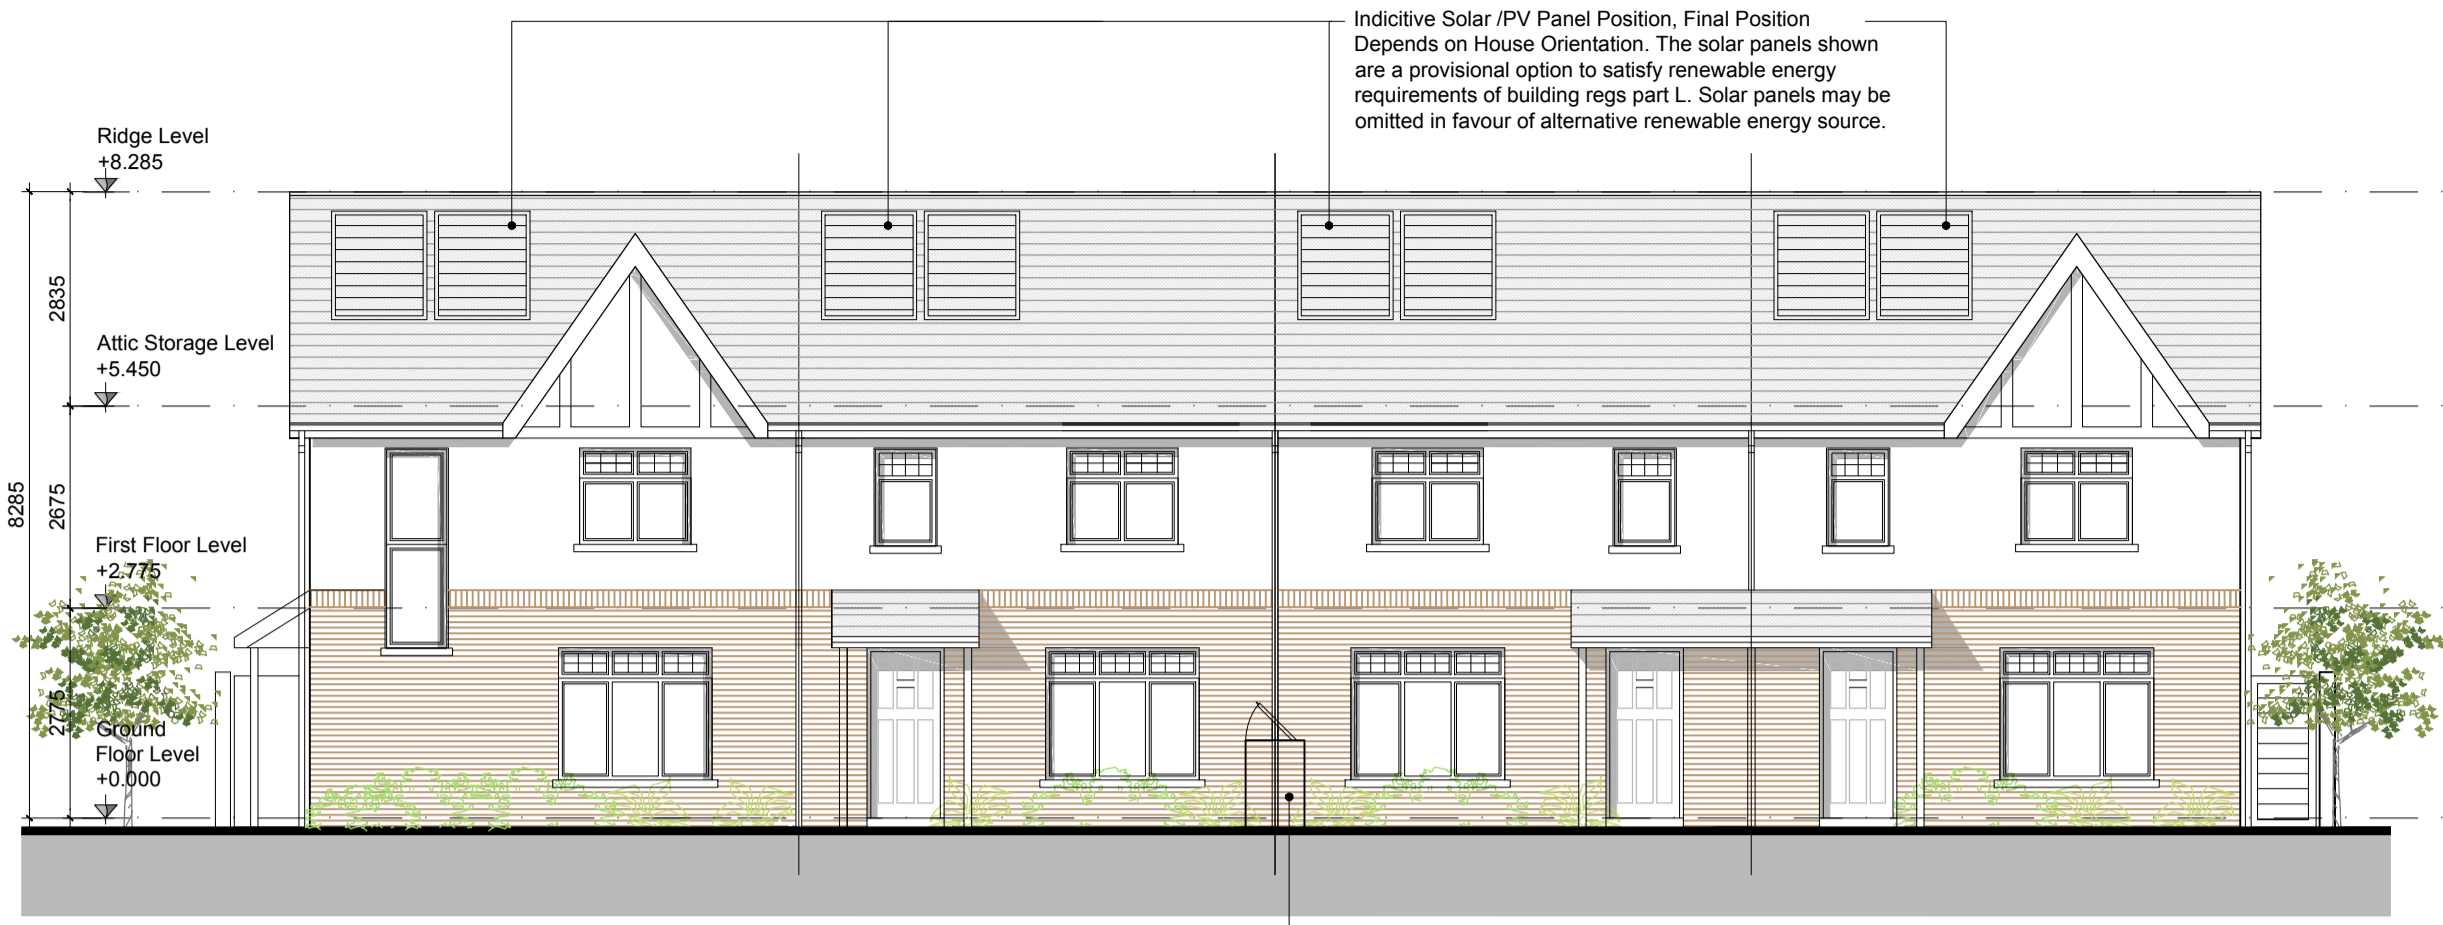 Indicitive Solar /PV Panel Position, Final Position
Depends on House Orientation. The solar panels shown
are a provisional option to satisfy renewable energy
requirements of building regs part L. Solar panels may be
omitted in favour of alternative renewable energy source.
Ridge Level
+8.285
2835
Attic Storage Level
+5.450
8285
2675
First Floor Level
+2.775
2775
Ground
Floor Level
+0.000